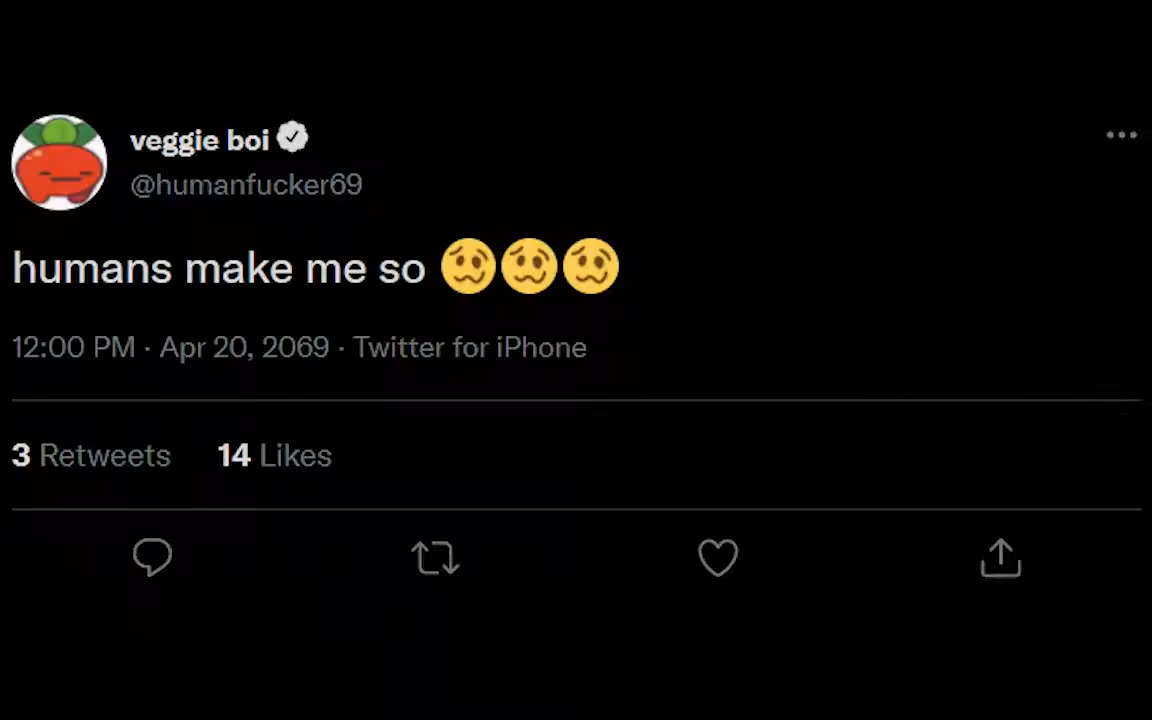 veggie boi
@humanfucker69
humans make me so 🥴🥴🥴
12:00 PM · Apr 20, 2069 · Twitter for iPhone
3 Retweets 14 Likes